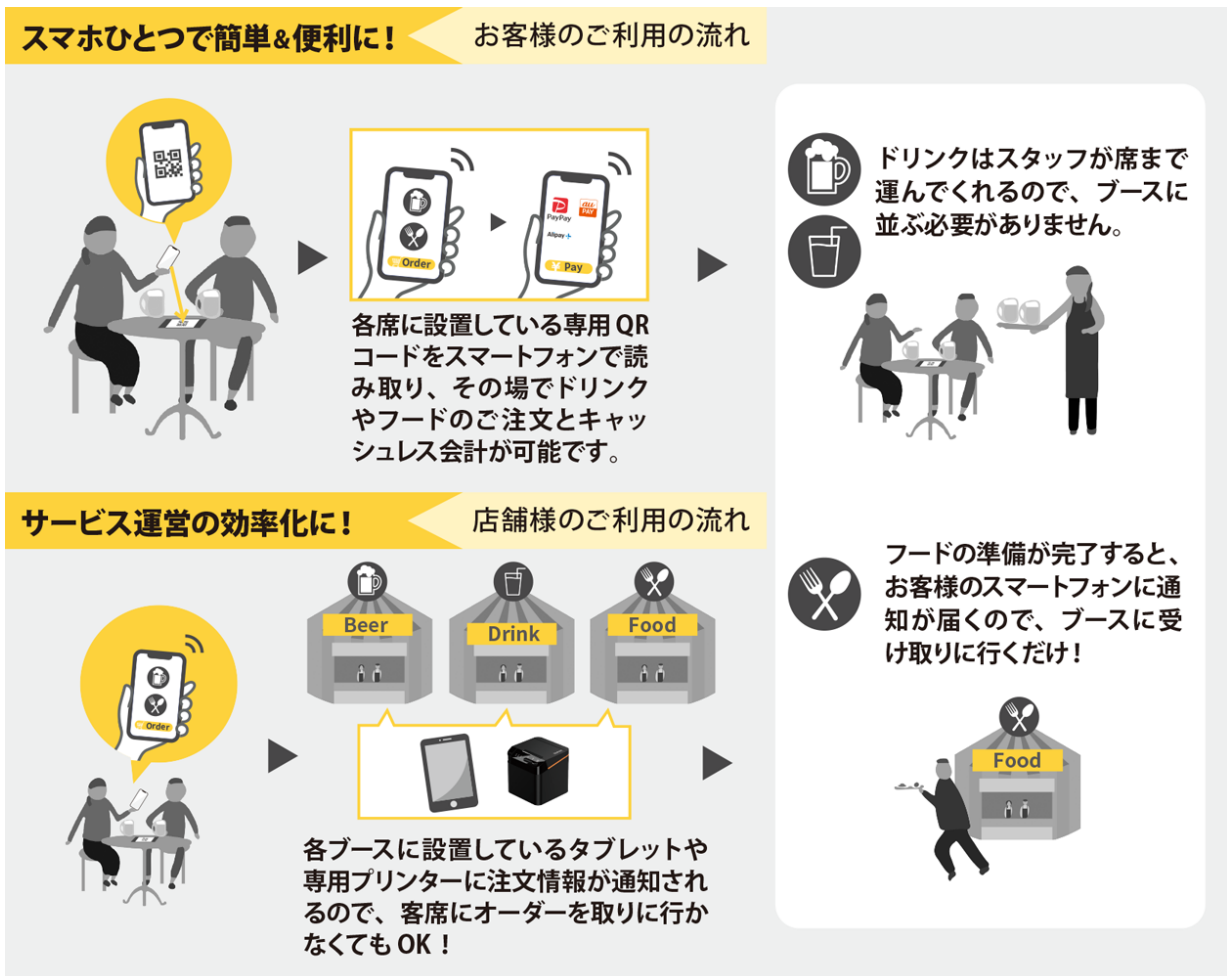 スマホひとつで簡単&便利に！
お客様のご利用の流れ
Order
PayPay
au PAY
Alipay
Pay
各席に設置している専用 QR
コードをスマートフォンで読
み取り、その場でドリンク
やフードのご注文とキャッ
シュレス会計が可能です。
ドリンクはスタッフが席まで
運んでくれるので、ブースに
並ぶ必要がありません。
サービス運営の効率化に！
店舗様のご利用の流れ
Order
Beer
Drink
Food
各ブースに設置しているタブレットや
専用プリンターに注文情報が通知され
るので、客席にオーダーを取りに行か
なくても OK！
フードの準備が完了すると、
お客様のスマートフォンに通
知が届くので、ブースに受
け取りに行くだけ！
Food